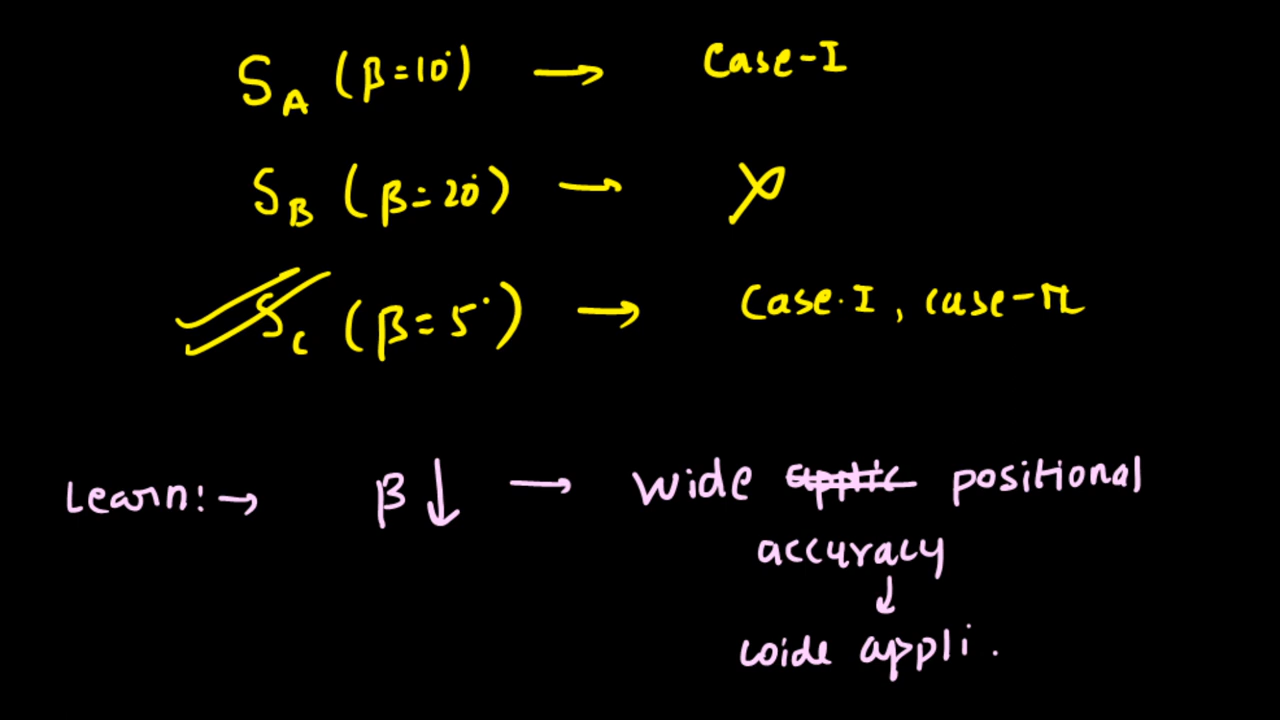 S_A (β=10°) → Case-I
S_B (β=20°) → ✗
S_C (β=5°) → Case-I, case-II
Learn:→ β↓ → wide positional
accuracy
↓
wide appli.